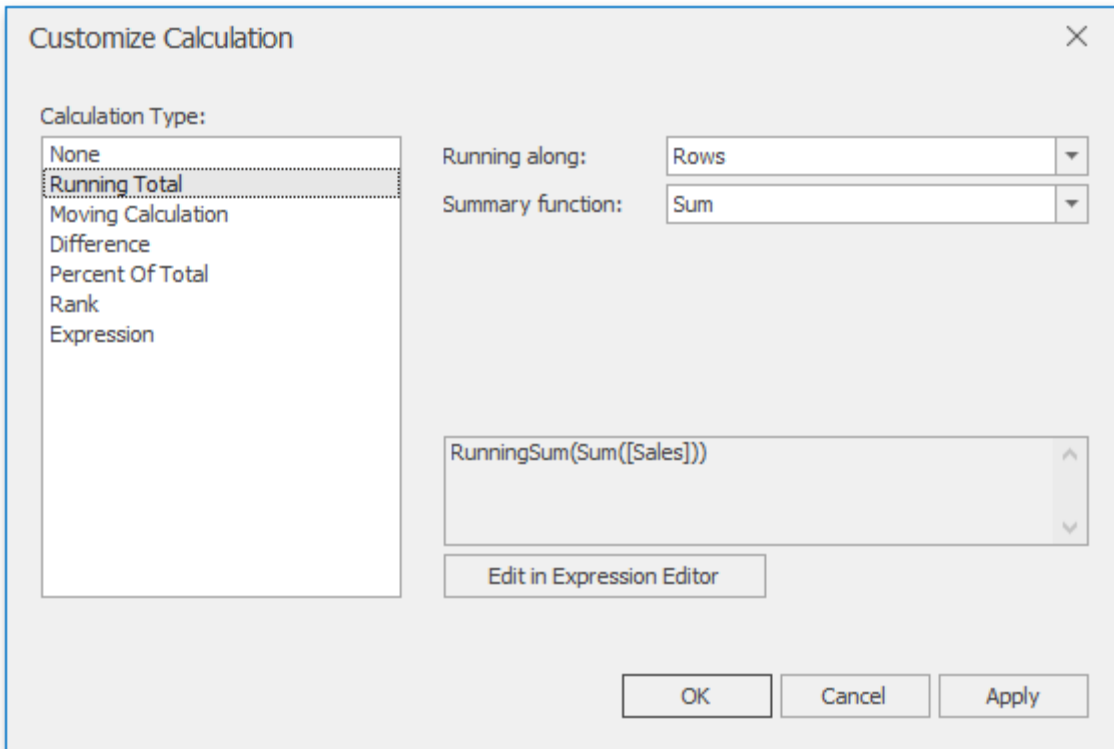 Customize Calculation
Calculation Type:
None
Running Total
Moving Calculation
Difference
Percent Of Total
Rank
Expression
Running along: Rows
Summary function: Sum
RunningSum(Sum([Sales]))
Edit in Expression Editor
OK Cancel Apply